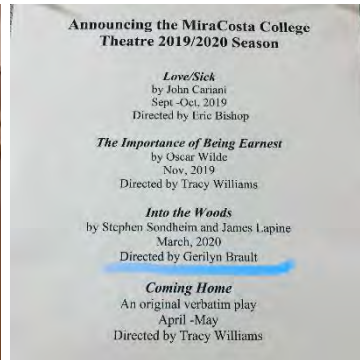 Announcing the MiraCosta College
Theatre 2019/2020 Season
Love/Sick
by John Cariani
Sept -Oct, 2019
Directed by Eric Bishop
The Importance of Being Earnest
by Oscar Wilde
Nov, 2019
Directed by Tracy Williams
Into the Woods
by Stephen Sondheim and James Lapine
March, 2020
Directed by Gerilyn Brault
Coming Home
An original verbatim play
April -May
Directed by Tracy Williams